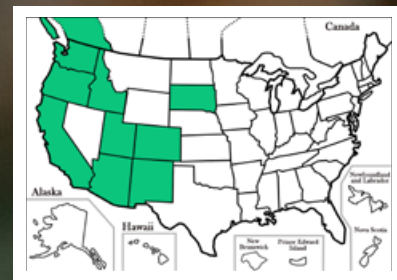 Canada
Alaska
Hawaii
Newfoundland
and Labrador
Nova Scotia
New
Brunswick
Prince Edward
Island